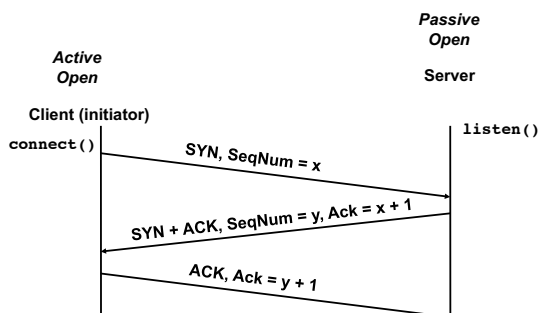 Passive
Open
Active
Open
Server
Client (initiator)
connect()
listen()
SYN, SeqNum = x
SYN + ACK, SeqNum = y, Ack = x + 1
ACK, Ack = y + 1